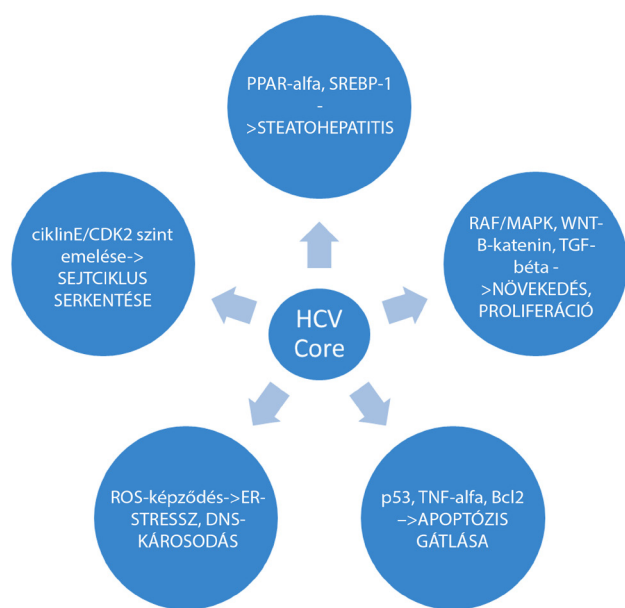 PPAR-alfa, SREBP-1
-
>STEATOHEPATITIS
ciklinE/CDK2 szint
emelése->
SEJTCIKLUS
SERKENTÉSE
RAF/MAPK, WNT-
B-katenin, TGF-
béta -
>NÖVEKEDÉS,
PROLIFERÁCIÓ
HCV
Core
ROS-képződés->ER-
STRESSZ, DNS-
KÁROSODÁS
p53, TNF-alfa, Bcl2
–>APOPTÓZIS
GÁTLÁSA